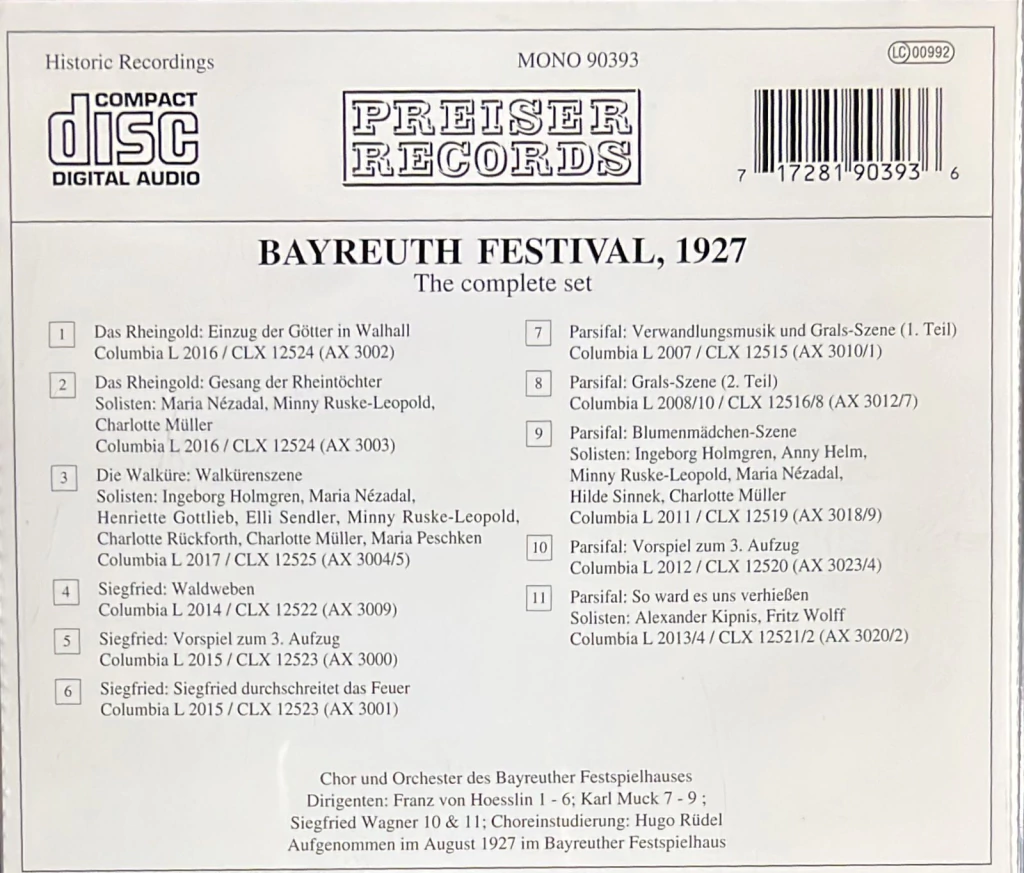 Historic Recordings
MONO 90393
LC 00992
COMPACT
disc
DIGITAL AUDIO
PREISER
RECORDS
7 17281 90393 6
BAYREUTH FESTIVAL, 1927
The complete set
1 Das Rheingold: Einzug der Götter in Walhall
Columbia L 2016 / CLX 12524 (AX 3002)
2 Das Rheingold: Gesang der Rheintöchter
Solisten: Maria Nézadal, Minny Ruske-Leopold,
Charlotte Müller
Columbia L 2016 / CLX 12524 (AX 3003)
3 Die Walküre: Walkürenszene
Solisten: Ingeborg Holmgren, Maria Nézadal,
Henriette Gottlieb, Elli Sendler, Minny Ruske-Leopold,
Charlotte Rückforth, Charlotte Müller, Maria Peschken
Columbia L 2017 / CLX 12525 (AX 3004/5)
4 Siegfried: Waldweben
Columbia L 2014 / CLX 12522 (AX 3009)
5 Siegfried: Vorspiel zum 3. Aufzug
Columbia L 2015 / CLX 12523 (AX 3000)
6 Siegfried: Siegfried durchschreitet das Feuer
Columbia L 2015 / CLX 12523 (AX 3001)
7 Parsifal: Verwandlungsmusik und Grals-Szene (1. Teil)
Columbia L 2007 / CLX 12515 (AX 3010/1)
8 Parsifal: Grals-Szene (2. Teil)
Columbia L 2008/10 / CLX 12516/8 (AX 3012/7)
9 Parsifal: Blumenmädchen-Szene
Solisten: Ingeborg Holmgren, Anny Helm,
Minny Ruske-Leopold, Maria Nézadal,
Hilde Sinnek, Charlotte Müller
Columbia L 2011 / CLX 12519 (AX 3018/9)
10 Parsifal: Vorspiel zum 3. Aufzug
Columbia L 2012 / CLX 12520 (AX 3023/4)
11 Parsifal: So ward es uns verhießen
Solisten: Alexander Kipnis, Fritz Wolff
Columbia L 2013/4 / CLX 12521/2 (AX 3020/2)
Chor und Orchester des Bayreuther Festspielhauses
Dirigenten: Franz von Hoesslin 1 - 6; Karl Muck 7 - 9 ;
Siegfried Wagner 10 & 11; Choreinstudierung: Hugo Rüdel
Aufgenommen im August 1927 im Bayreuther Festspielhaus